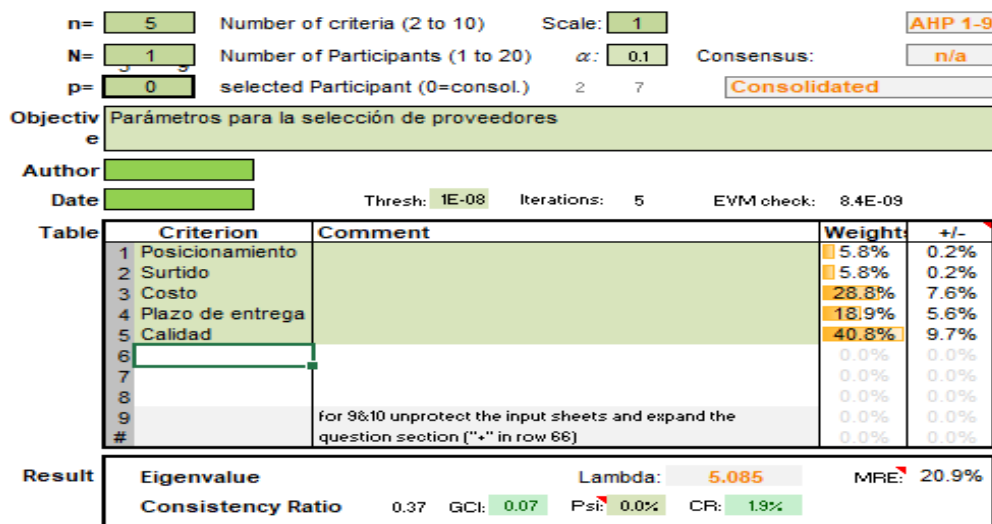 n= 5 Number of criteria (2 to 10) Scale: 1 AHP 1-9
N= 1 Number of Participants (1 to 20) α: 0.1 Consensus: n/a
p= 0 selected Participant (0=consol.) 2 7 Consolidated
Objectiv
e
Parámetros para la selección de proveedores
Author
Date Thresh: 1E-08 Iterations: 5 EVM check: 8.4E-09
Table Criterion Comment Weights +/-
1 Posicionamiento 5.8% 0.2%
2 Surtido 5.8% 0.2%
3 Costo 28.8% 7.6%
4 Plazo de entrega 18.9% 5.6%
5 Calidad 40.8% 9.7%
6 0.0% 0.0%
7 0.0% 0.0%
8 0.0% 0.0%
9 for 9&10 unprotect the input sheets and expand the 0.0% 0.0%
# question section ("+" in row 66) 0.0% 0.0%
Result Eigenvalue Lambda: 5.085 MRE: 20.9%
Consistency Ratio 0.37 GCI: 0.07 Psi: 0.0% CR: 1.9%